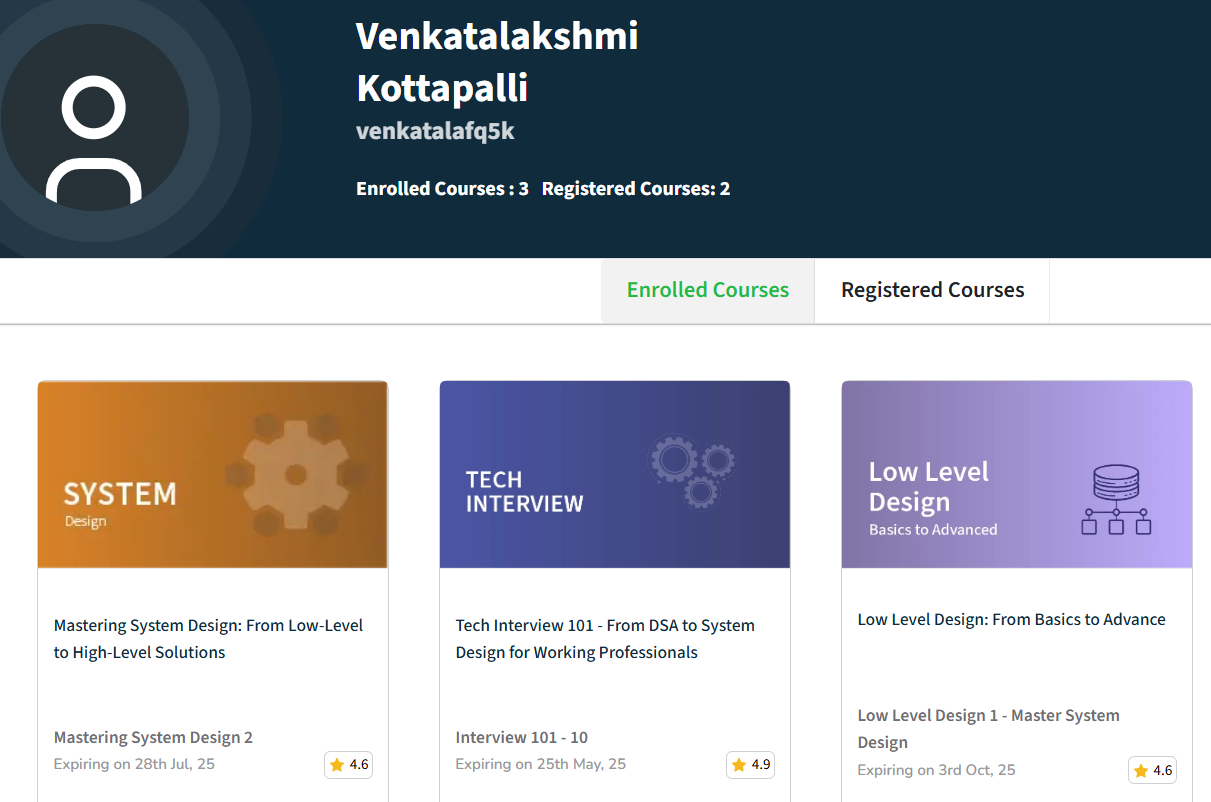 Venkatalakshmi
Kottapalli
venkatalafq5k
Enrolled Courses : 3 Registered Courses: 2
Enrolled Courses
Registered Courses
SYSTEM
Design
Mastering System Design: From Low-Level
to High-Level Solutions
Mastering System Design 2
Expiring on 28th Jul, 25
4.6
TECH
INTERVIEW
Tech Interview 101 - From DSA to System
Design for Working Professionals
Interview 101 - 10
Expiring on 25th May, 25
4.9
Low Level
Design
Basics to Advanced
Low Level Design: From Basics to Advance
Low Level Design 1 - Master System
Design
Expiring on 3rd Oct, 25
4.6